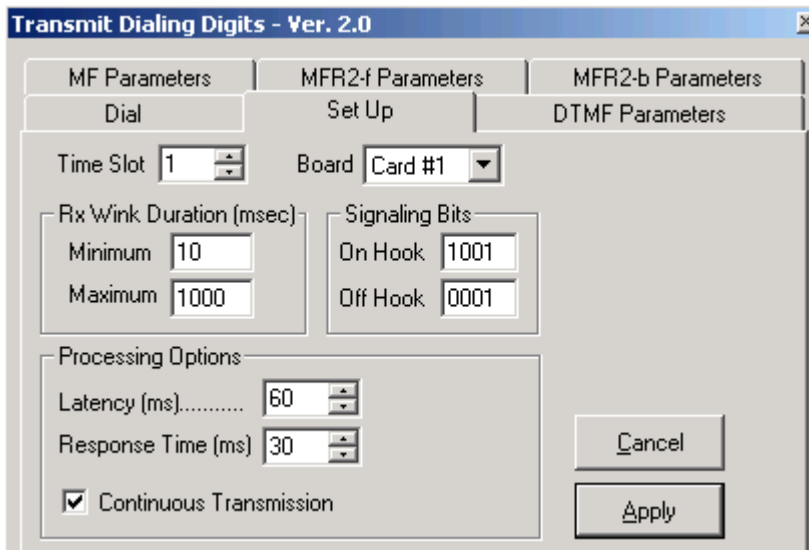 Transmit Dialing Digits - Ver. 2.0
MF Parameters MFR2-f Parameters MFR2-b Parameters
Dial Set Up DTMF Parameters
Time Slot 1 Board Card #1
Rx Wink Duration (msec) Signaling Bits
Minimum 10 On Hook 1001
Maximum 1000 Off Hook 0001
Processing Options
Latency (ms)........... 60
Response Time (ms) 30
Cancel
Continuous Transmission
Apply